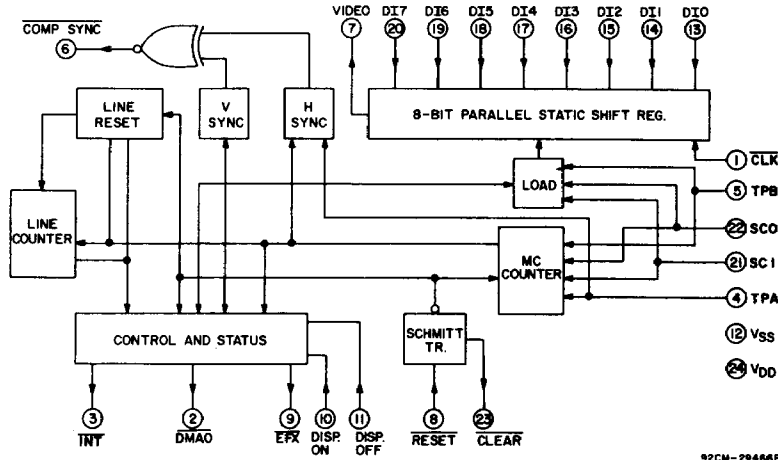 COMP SYNC
6
VIDEO DI7 DI6 DI5 DI4 DI3 DI2 DI1 DI0
7 20 19 18 17 16 15 14 13
LINE
RESET
V
SYNC
H
SYNC
8-BIT PARALLEL STATIC SHIFT REG.
1 CLK
LOAD
5 TPB
LINE
COUNTER
22 SCO
MC
COUNTER
21 SCI
4 TPA
CONTROL AND STATUS
SCHMITT
TR.
12 VSS
24 VDD
3 2 9 10 11 8 23
INT DMAO EFX DISP. ON DISP. OFF RESET CLEAR
92CM-29466R